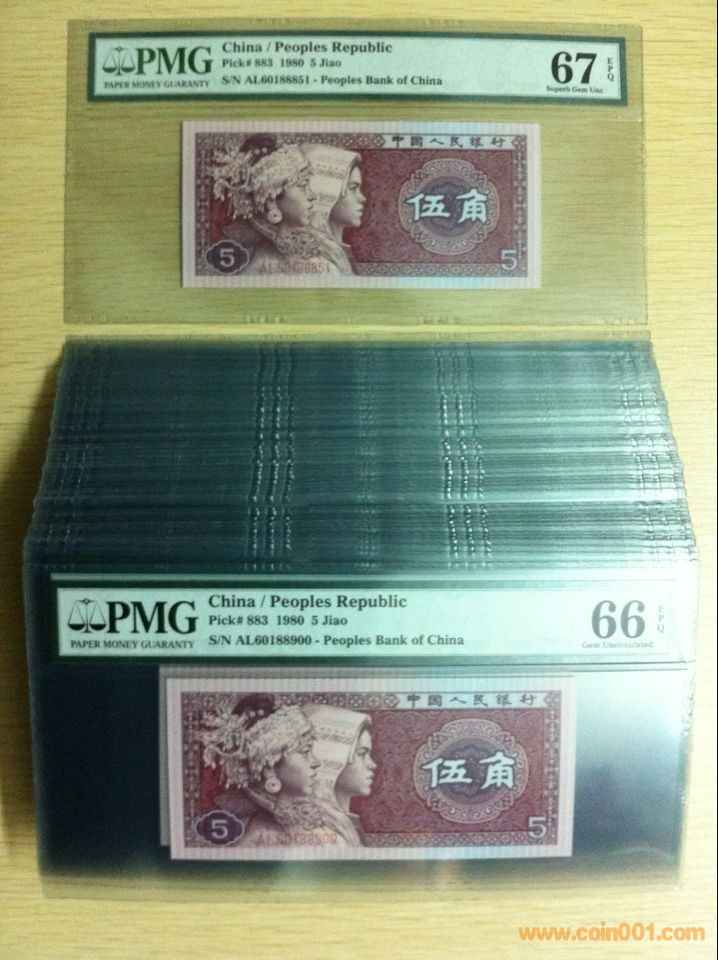 PMG
PAPER MONEY GUARANTY
China / Peoples Republic
Pick# 883 1980 5 Jiao
S/N AL60188851 - Peoples Bank of China
67 EPQ
Superb Gem Unc
中国人民银行
伍角
5
5
PMG
PAPER MONEY GUARANTY
China / Peoples Republic
Pick# 883 1980 5 Jiao
S/N AL60188900 - Peoples Bank of China
66 EPQ
Gem Uncirculated
中国人民银行
伍角
5
5
www.coin001.com